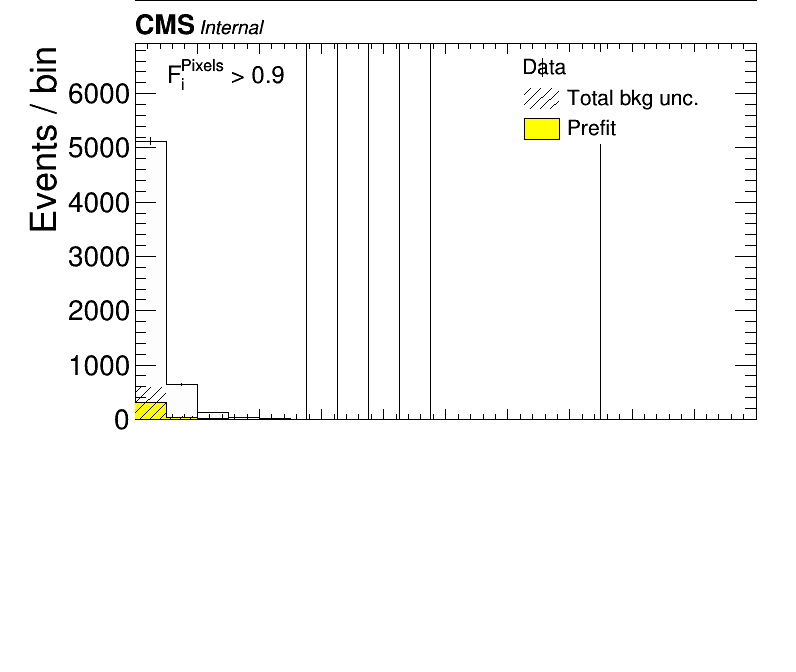 CMS Internal
Events / bin
F_i^Pixels > 0.9
Data
Total bkg unc.
Prefit
6000
5000
4000
3000
2000
1000
0